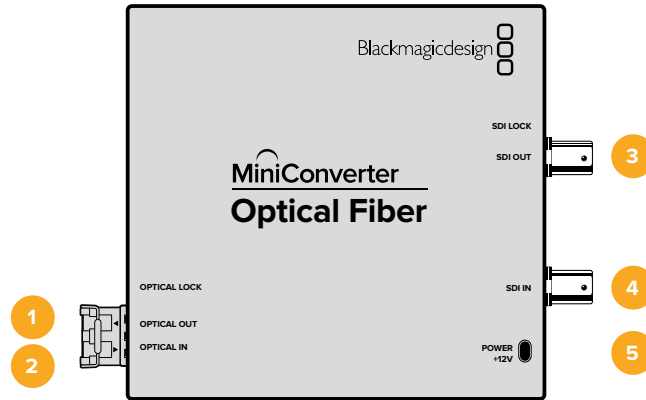 Blackmagicdesign
SDI LOCK
SDI OUT
3
MiniConverter
Optical Fiber
OPTICAL LOCK
SDI IN
4
1
OPTICAL OUT
2
OPTICAL IN
POWER
+12V
5